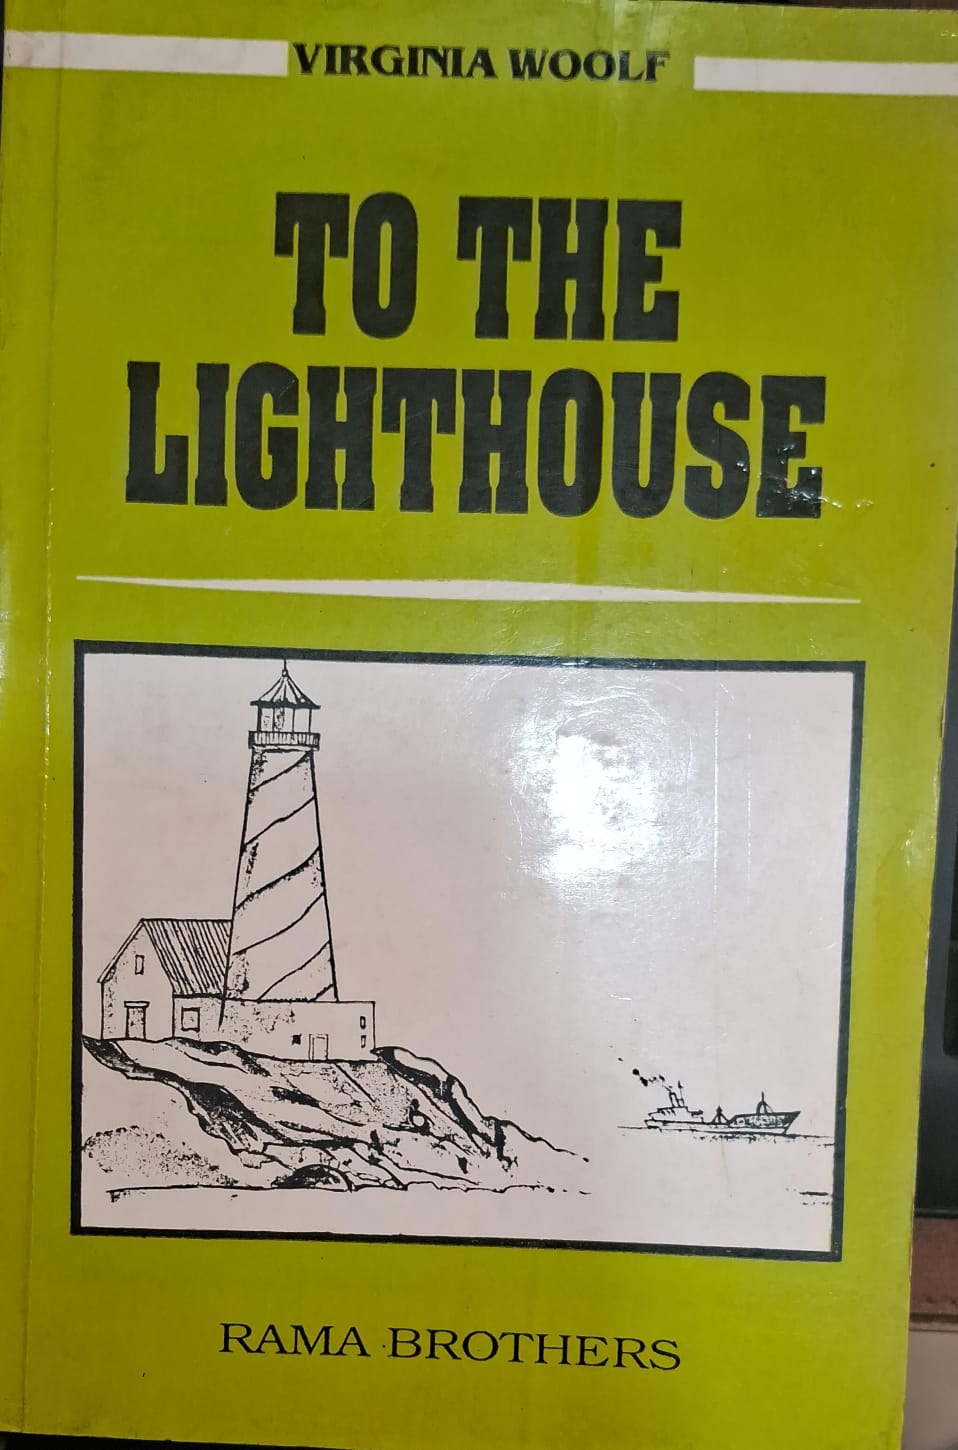 VIRGINIA WOOLF
TO THE
LIGHTHOUSE
RAMA BROTHERS